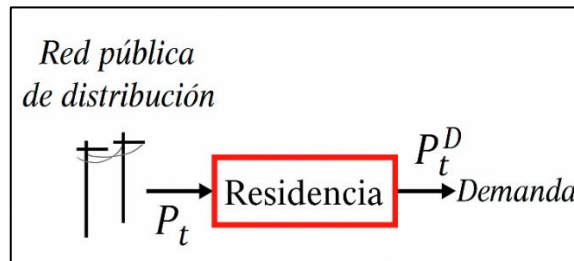 Red pública
de distribución
P_t
Residencia
P_t^D
Demanda